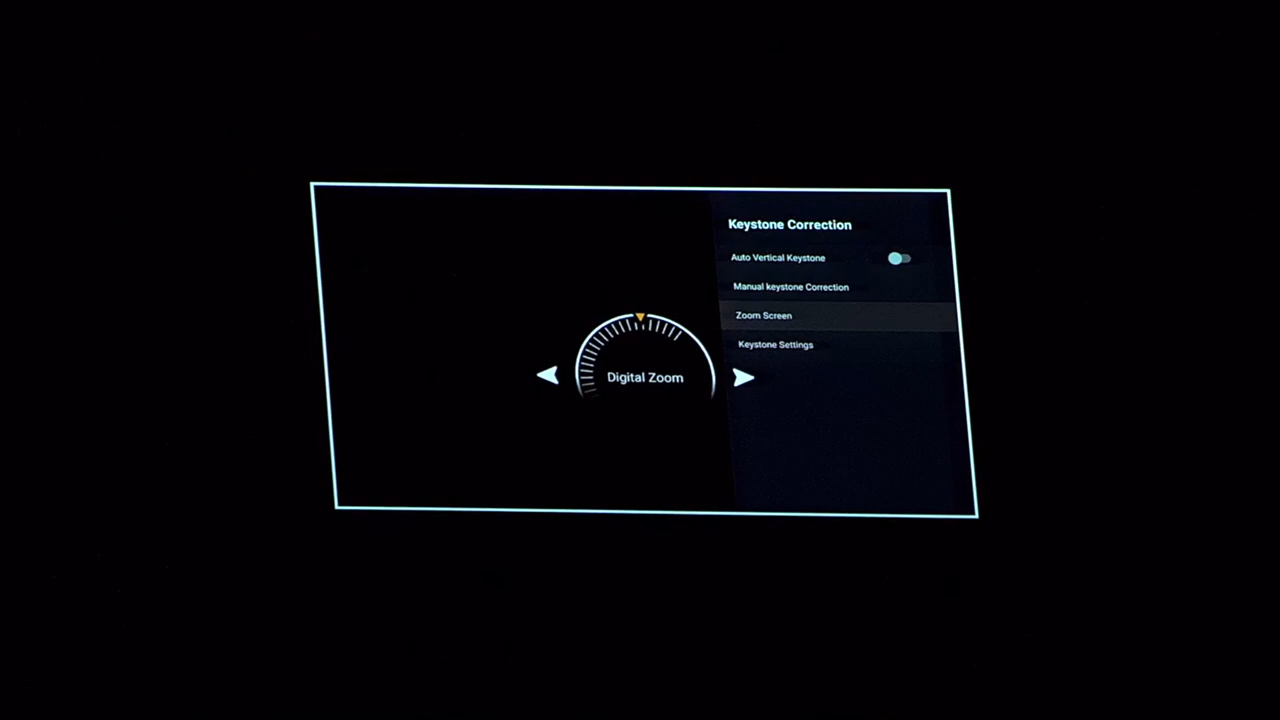 Keystone Correction
Auto Vertical Keystone
Manual keystone Correction
Zoom Screen
Keystone Settings
Digital Zoom